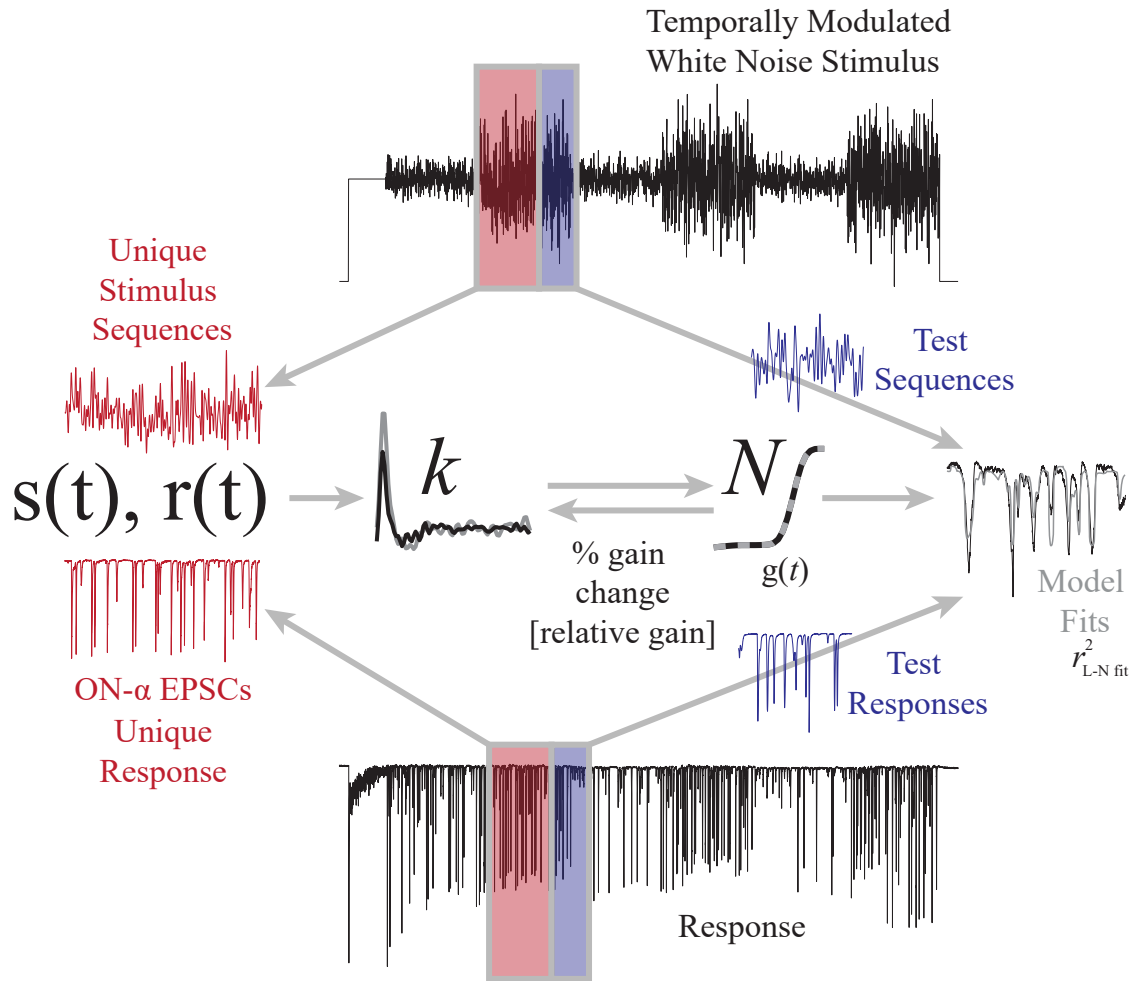 Temporally Modulated
White Noise Stimulus
Unique
Stimulus
Sequences
Test
Sequences
s(t), r(t)
k
N
g(t)
% gain
change
[relative gain]
Model
Fits
r²L-N fit
ON-α EPSCs
Unique
Response
Test
Responses
Response